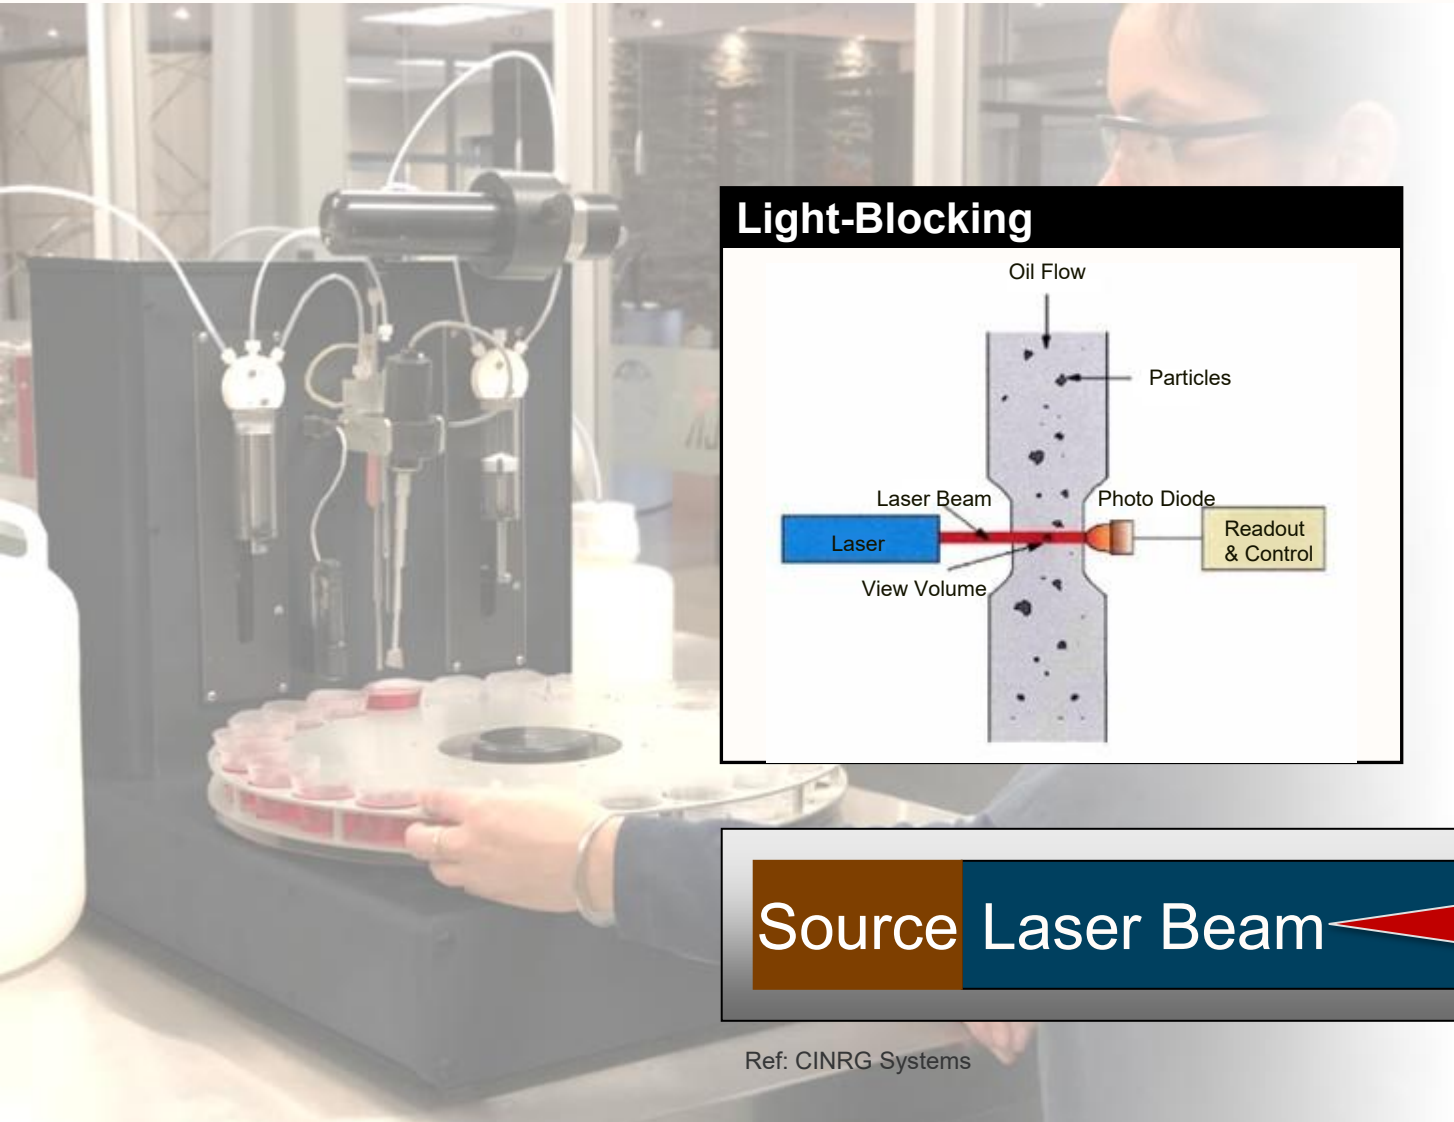 Light-Blocking
Oil Flow
Particles
Laser Beam
Photo Diode
Laser
Readout
& Control
View Volume
Source
Laser Beam
Ref: CINRG Systems